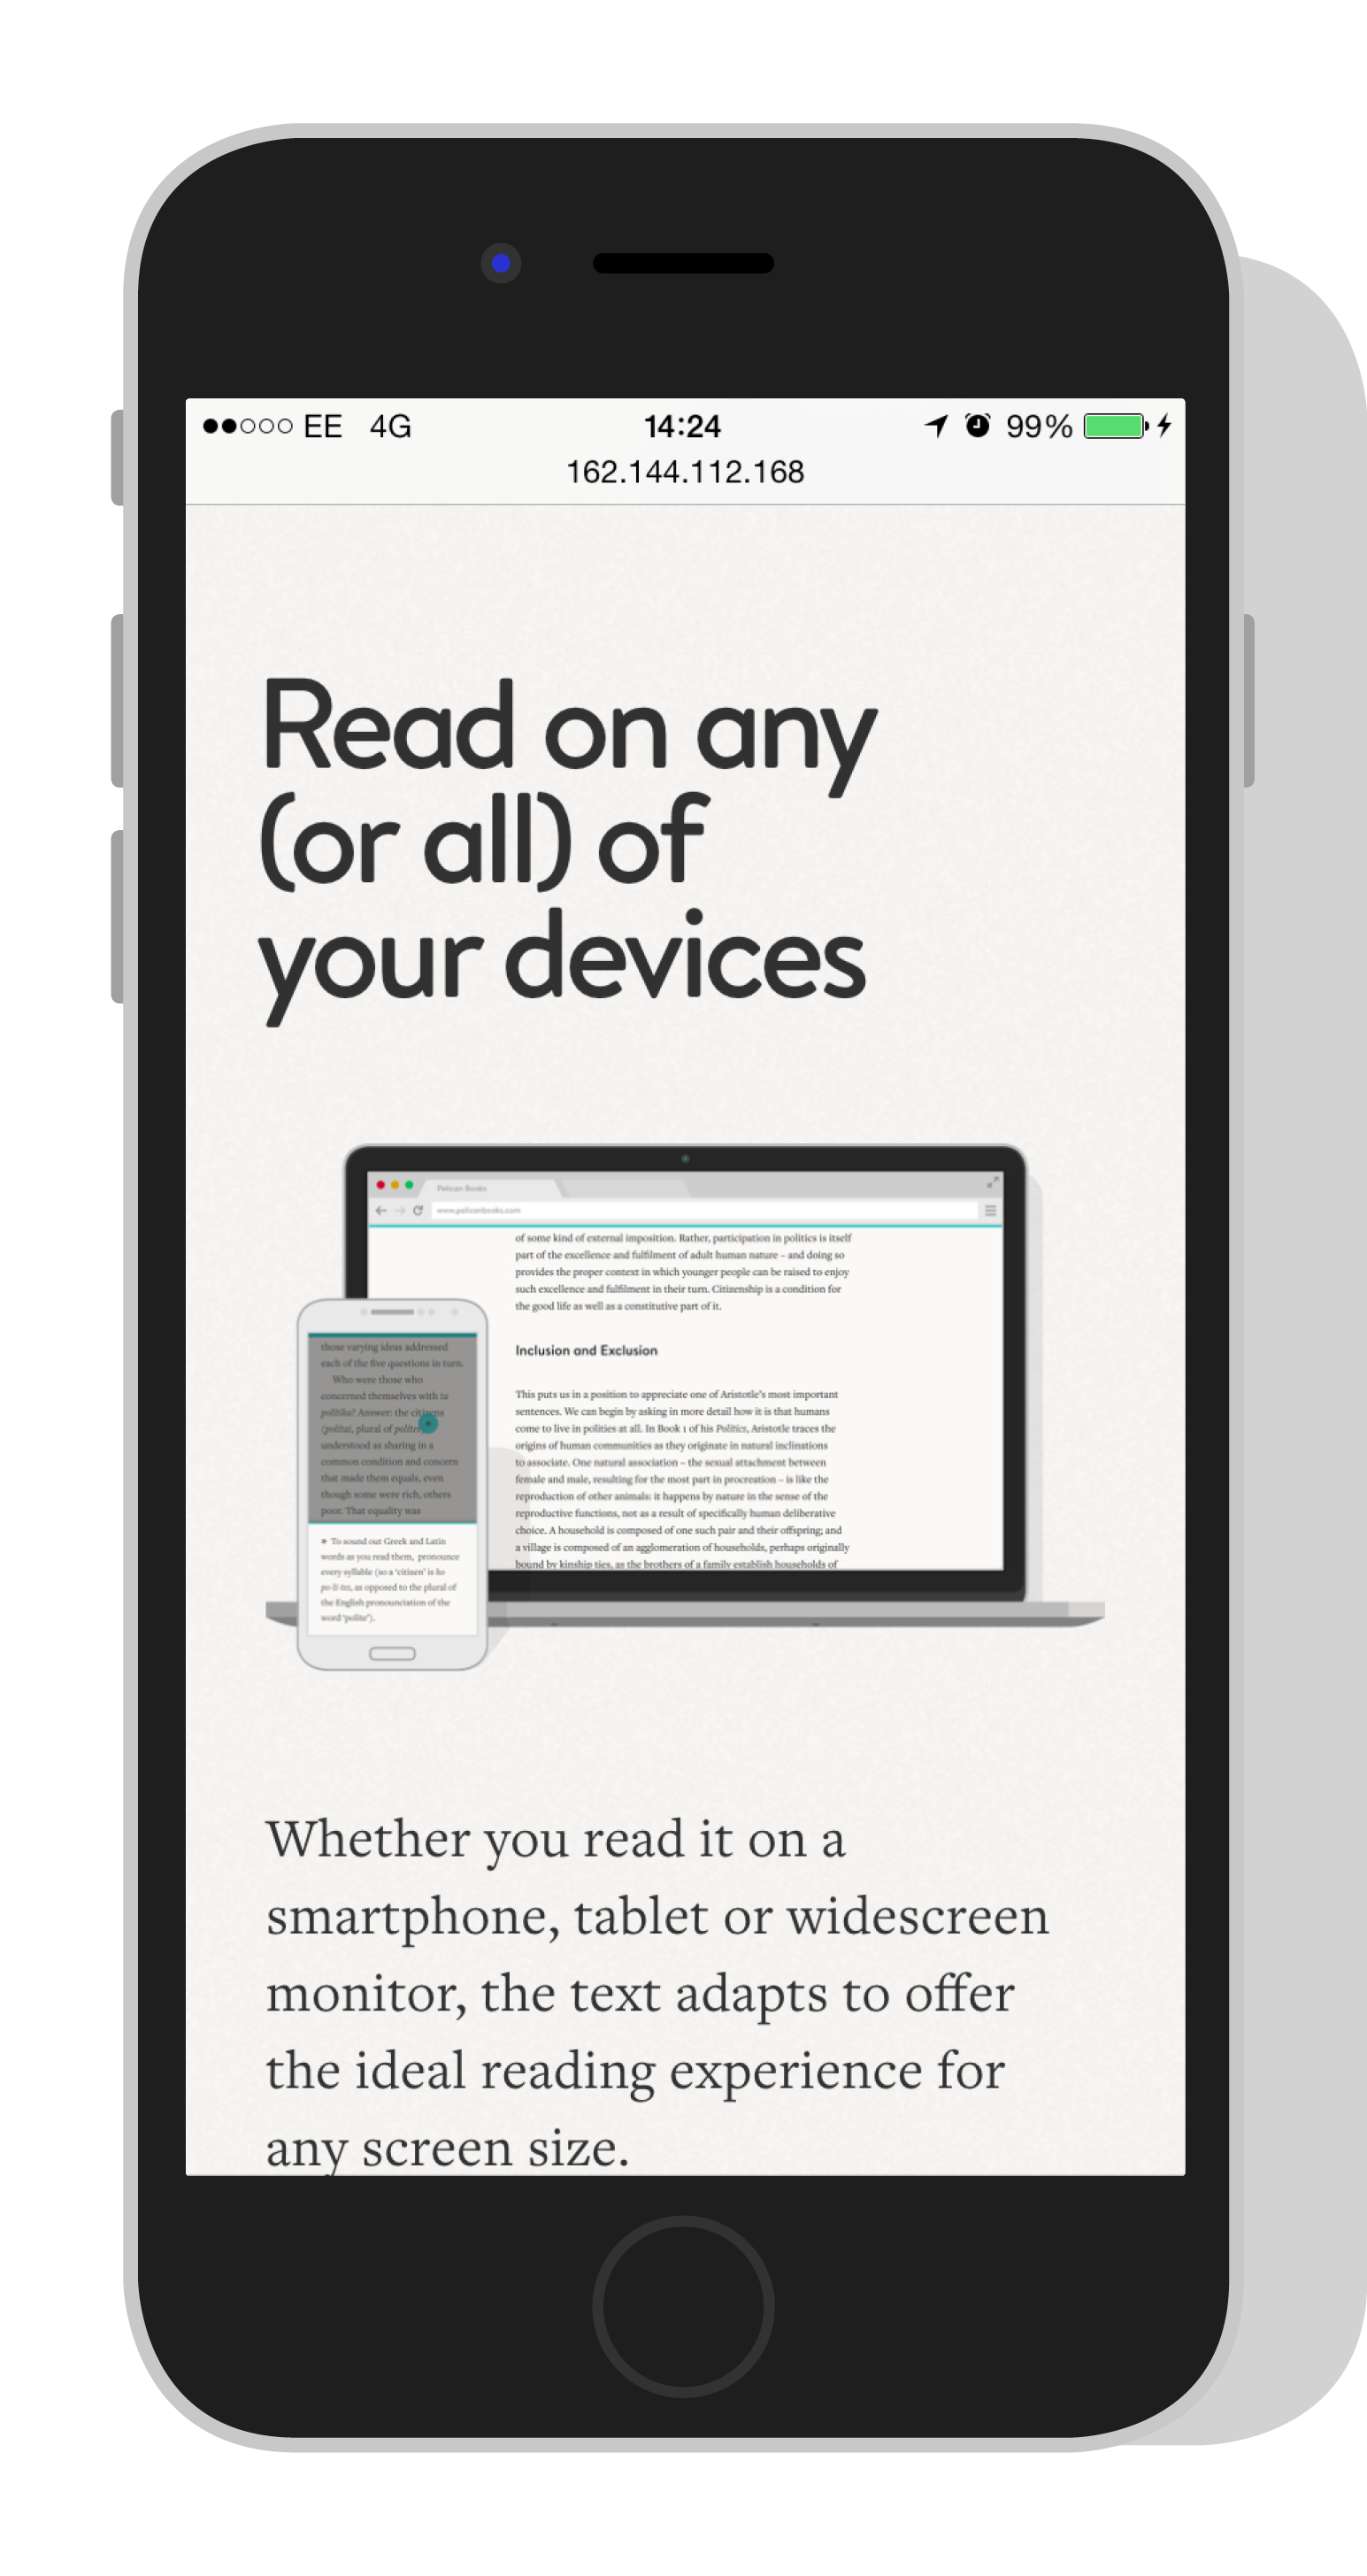 EE 4G 14:24 99%
162.144.112.168
Read on any
(or all) of
your devices
Pelican Books
www.pelicanbooks.com
of some kind of external imposition. Rather, participation in politics is itself
part of the excellence and fulfilment of adult human nature – and doing so
provides the proper context in which younger people can be raised to enjoy
such excellence and fulfilment in their turn. Citizenship is a condition for
the good life as well as a constitutive part of it.
Inclusion and Exclusion
This puts us in a position to appreciate one of Aristotle's most important
sentences. We can begin by asking in more detail how it is that humans
come to live in polities at all. In Book 1 of his Politics, Aristotle traces the
origins of human communities as they originate in natural inclinations
to associate. One natural association – the sexual attachment between
female and male, resulting for the most part in procreation – is like the
reproduction of other animals: it happens by nature in the sense of the
reproductive functions, not as a result of specifically human deliberative
choice. A household is composed of one such pair and their offspring; and
a village is composed of an agglomeration of households, perhaps originally
bound by kinship ties, as the brothers of a family establish households of
those varying ideas addressed
each of the five questions in turn.
Who were those who
concerned themselves with ta
politika? Answer: the citizens
(politai, plural of polites)
understood as sharing in a
common condition and concern
that made them equals, even
though some were rich, others
poor. That equality was
» To sound out Greek and Latin
words as you read them, pronounce
every syllable (so a 'citizen' is ho
po-li-tes, as opposed to the plural of
the English pronounciation of the
word 'polite').
Whether you read it on a
smartphone, tablet or widescreen
monitor, the text adapts to offer
the ideal reading experience for
any screen size.